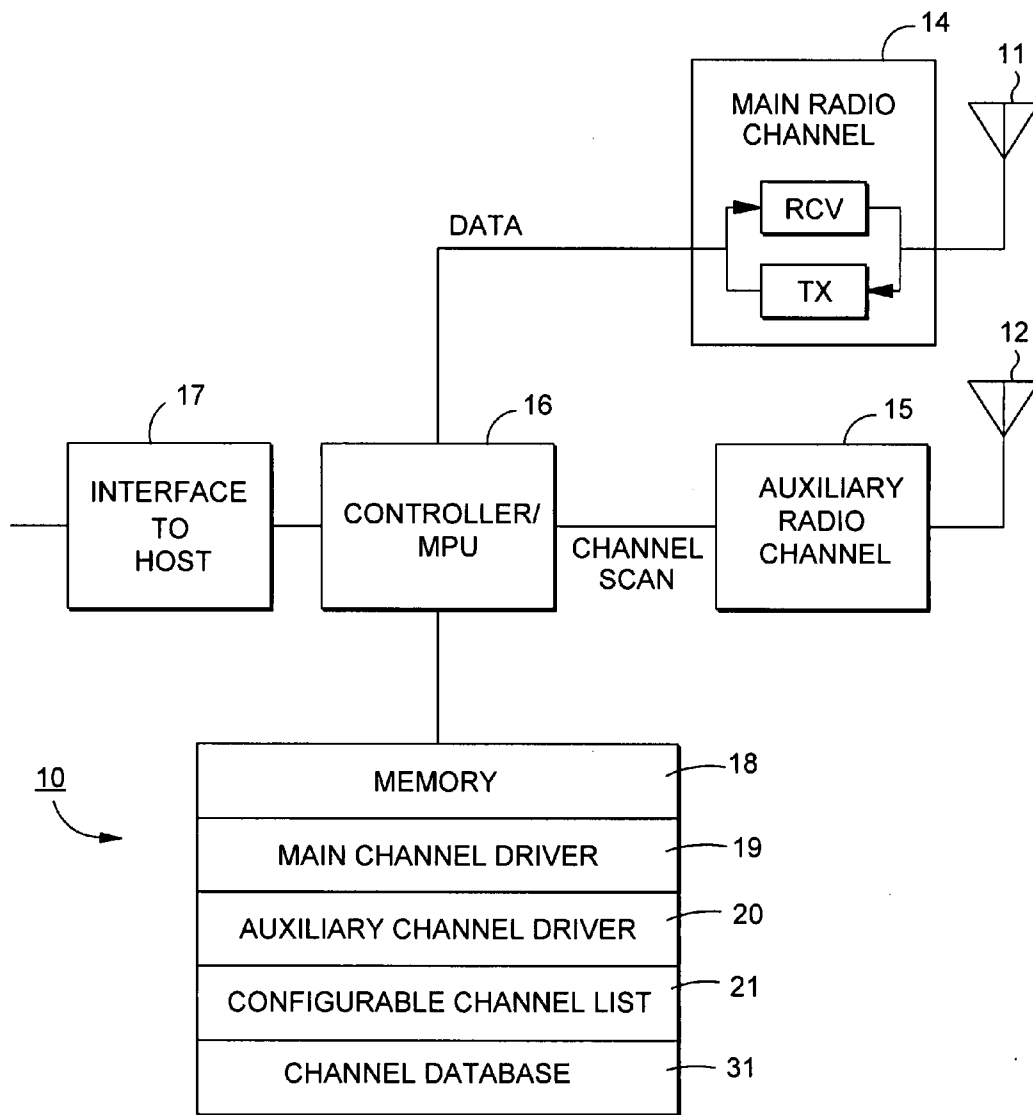 14
11
MAIN RADIO
CHANNEL
RCV
DATA
TX
12
17
16
15
INTERFACE
TO
HOST
CONTROLLER/
MPU
CHANNEL
SCAN
AUXILIARY
RADIO
CHANNEL
10
MEMORY
18
MAIN CHANNEL DRIVER
19
AUXILIARY CHANNEL DRIVER
20
CONFIGURABLE CHANNEL LIST
21
CHANNEL DATABASE
31